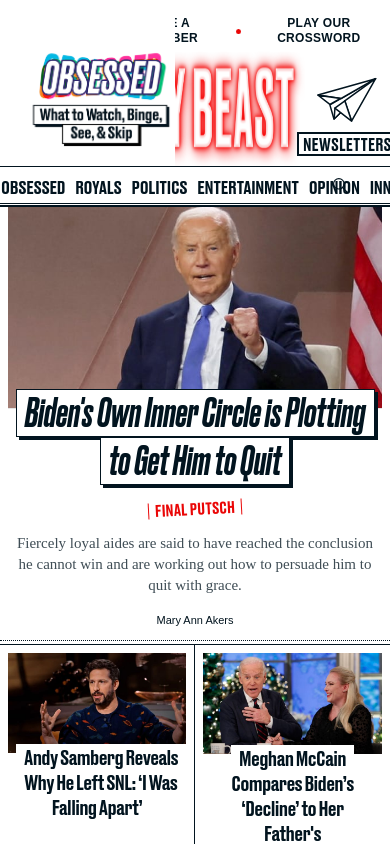 E A
BER
PLAY OUR
CROSSWORD
OBSESSED
What to Watch, Binge,
See, & Skip
Y BEAST
NEWSLETTERS
OBSESSED ROYALS POLITICS ENTERTAINMENT OPINION INN
Biden's Own Inner Circle is Plotting
to Get Him to Quit
FINAL PUTSCH
Fiercely loyal aides are said to have reached the conclusion
he cannot win and are working out how to persuade him to
quit with grace.
Mary Ann Akers
Andy Samberg Reveals
Why He Left SNL: ‘I Was
Falling Apart’
Meghan McCain
Compares Biden’s
‘Decline’ to Her
Father's